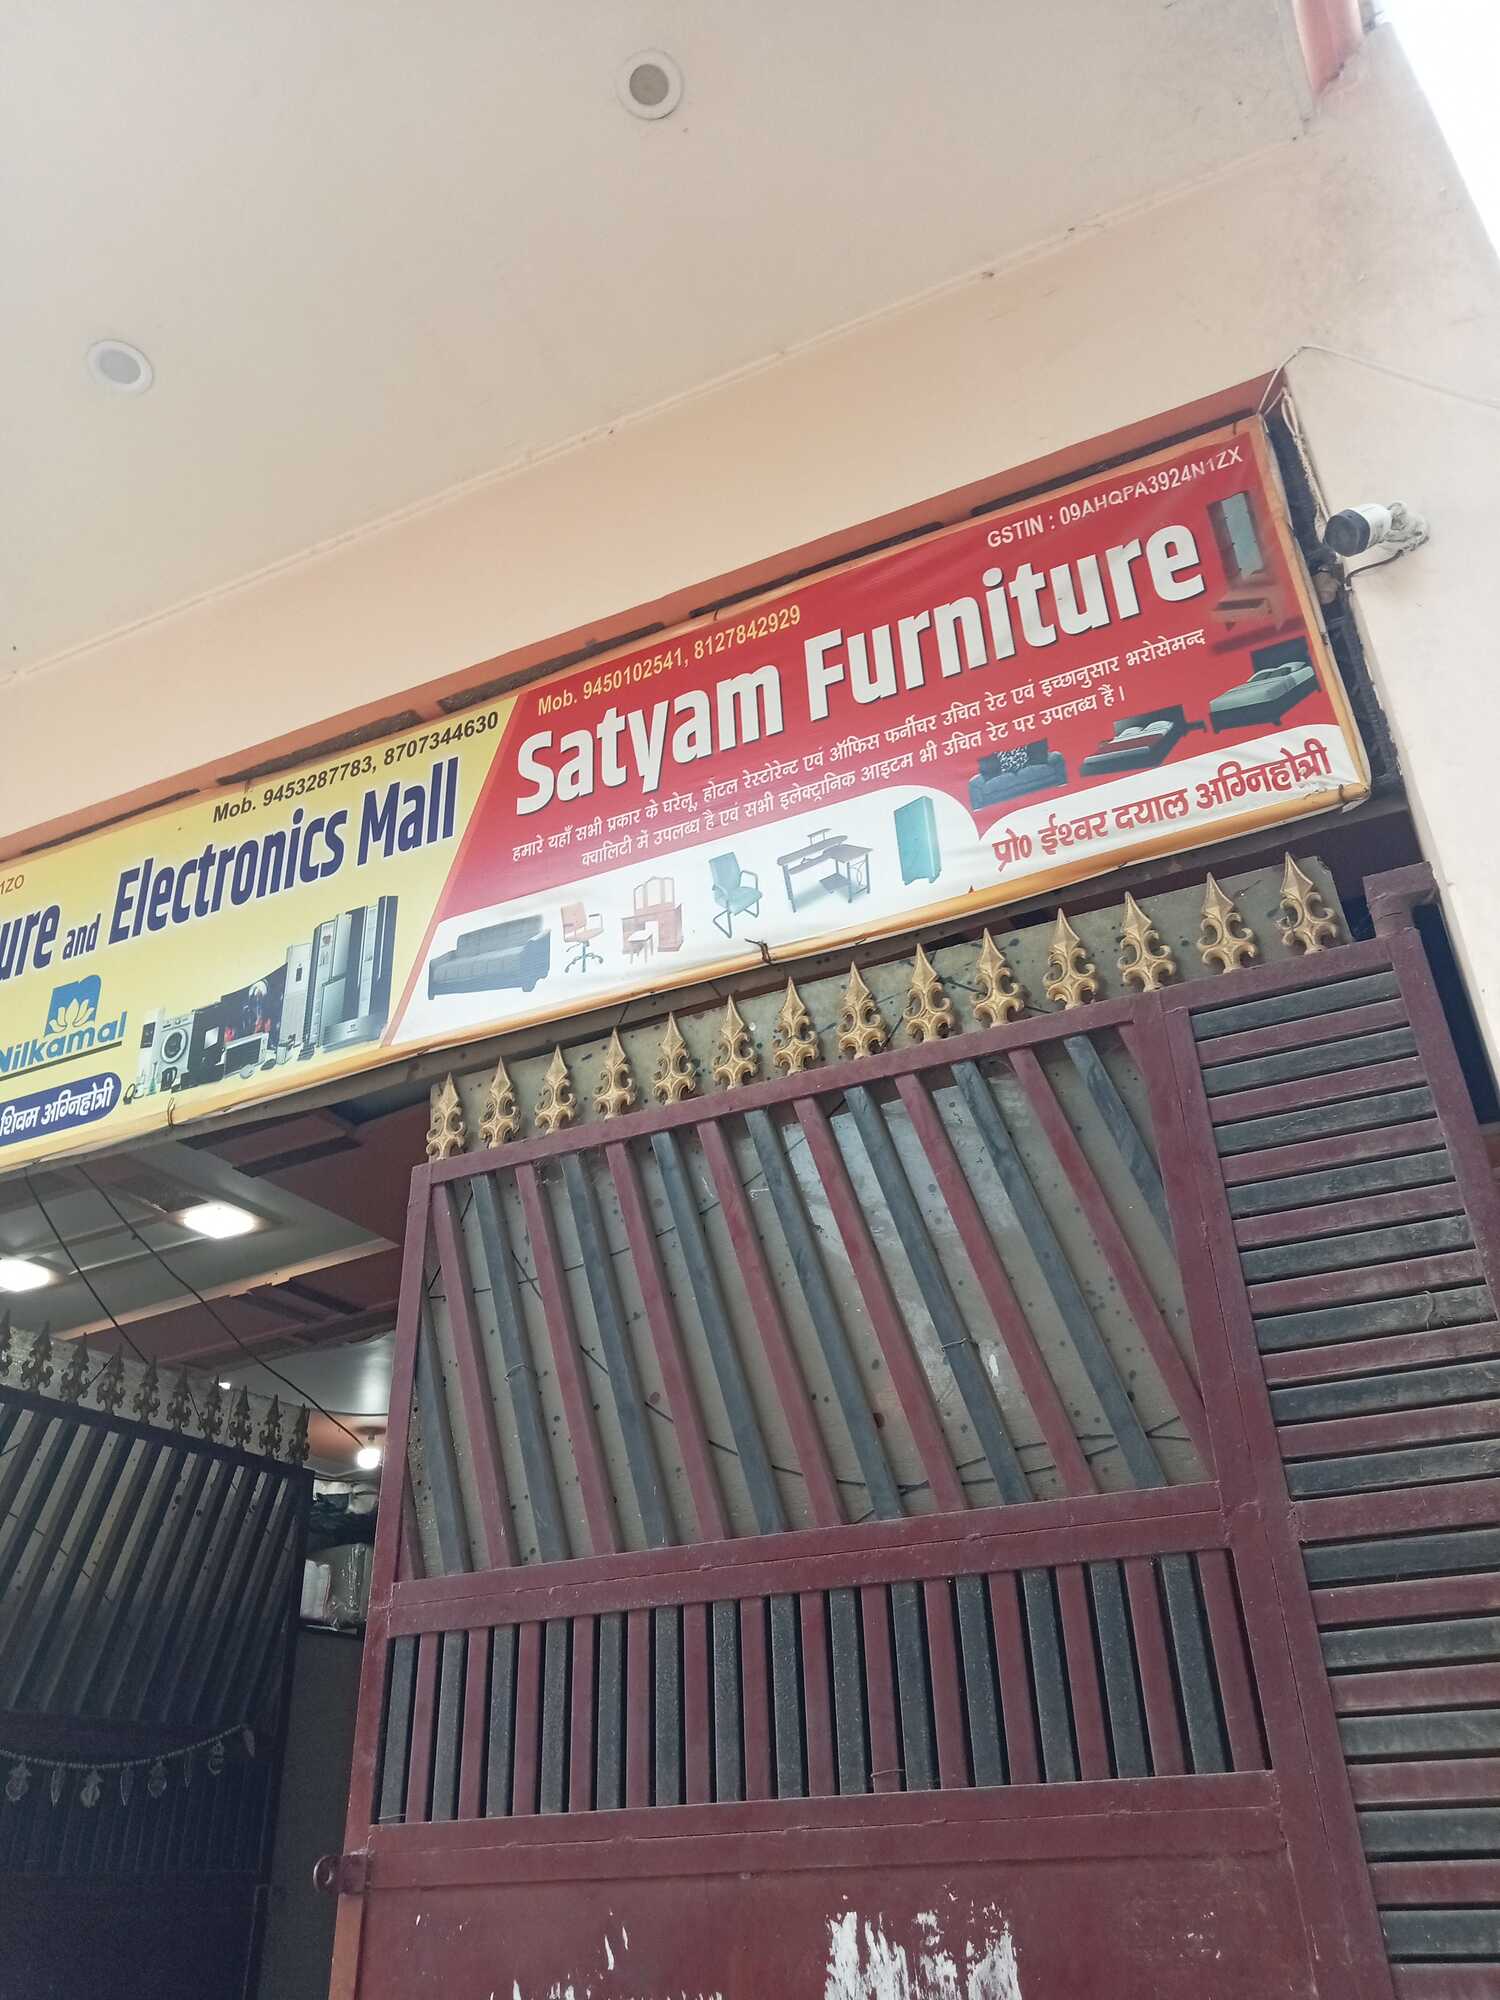 1ZO
Mob. 9453287783, 8707344630
ure and Electronics Mall
Nilkamal
शिवम अग्निहोत्री
GSTIN : 09AHQPA3924N1ZX
Mob. 9450102541, 8127842929
Satyam Furniture
हमारे यहाँ सभी प्रकार के घरेलू, होटल रेस्टोरेन्ट एवं ऑफिस फर्नीचर उचित रेट एवं इच्छानुसार भरोसेमन्द
क्वालिटी में उपलब्ध है एवं सभी इलेक्ट्रानिक आइटम भी उचित रेट पर उपलब्ध हैं।
प्रो० ईश्वर दयाल अग्निहोत्री